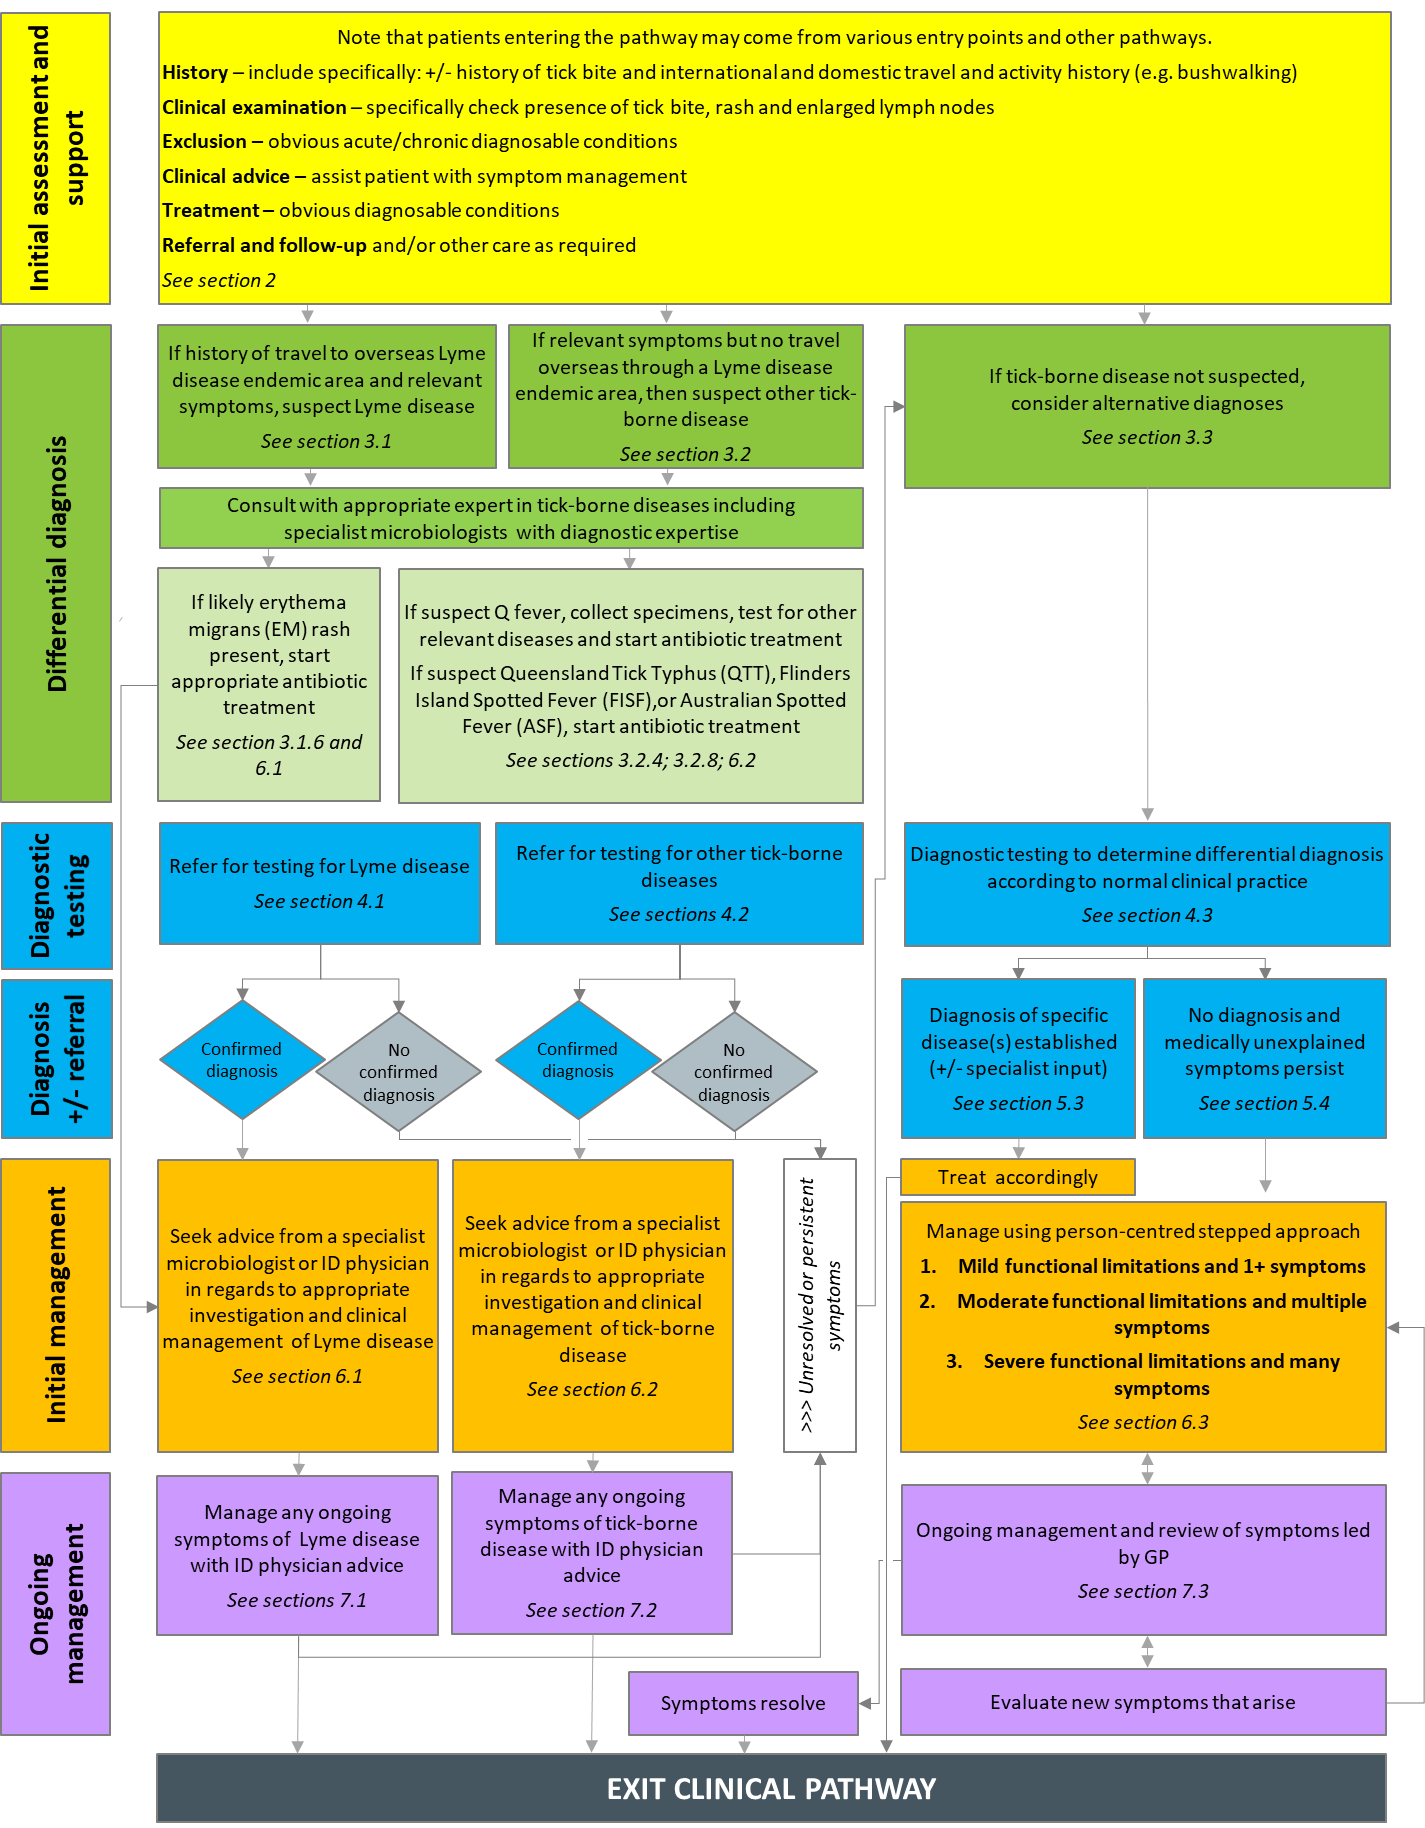 Initial assessment and
support
Note that patients entering the pathway may come from various entry points and other pathways.
History – include specifically: +/- history of tick bite and international and domestic travel and activity history (e.g. bushwalking)
Clinical examination – specifically check presence of tick bite, rash and enlarged lymph nodes
Exclusion – obvious acute/chronic diagnosable conditions
Clinical advice – assist patient with symptom management
Treatment – obvious diagnosable conditions
Referral and follow-up and/or other care as required
See section 2
Differential diagnosis
If history of travel to overseas Lyme
disease endemic area and relevant
symptoms, suspect Lyme disease
See section 3.1
If relevant symptoms but no travel
overseas through a Lyme disease
endemic area, then suspect other tick-
borne disease
See section 3.2
If tick-borne disease not suspected,
consider alternative diagnoses
See section 3.3
Consult with appropriate expert in tick-borne diseases including
specialist microbiologists with diagnostic expertise
If likely erythema
migrans (EM) rash
present, start
appropriate antibiotic
treatment
See section 3.1.6 and
6.1
If suspect Q fever, collect specimens, test for other
relevant diseases and start antibiotic treatment
If suspect Queensland Tick Typhus (QTT), Flinders
Island Spotted Fever (FISF),or Australian Spotted
Fever (ASF), start antibiotic treatment
See sections 3.2.4; 3.2.8; 6.2
Diagnostic
testing
Refer for testing for Lyme disease
See section 4.1
Refer for testing for other tick-borne
diseases
See sections 4.2
Diagnostic testing to determine differential diagnosis
according to normal clinical practice
See section 4.3
Diagnosis
+/- referral
Confirmed
diagnosis
No
confirmed
diagnosis
Confirmed
diagnosis
No
confirmed
diagnosis
Diagnosis of specific
disease(s) established
(+/- specialist input)
See section 5.3
No diagnosis and
medically unexplained
symptoms persist
See section 5.4
Initial management
Seek advice from a specialist
microbiologist or ID physician
in regards to appropriate
investigation and clinical
management of Lyme disease
See section 6.1
Seek advice from a specialist
microbiologist or ID physician
in regards to appropriate
investigation and clinical
management of tick-borne
disease
See section 6.2
>>> Unresolved or persistent
symptoms
Treat accordingly
Manage using person-centred stepped approach
1. Mild functional limitations and 1+ symptoms
2. Moderate functional limitations and multiple
symptoms
3. Severe functional limitations and many
symptoms
See section 6.3
Ongoing
management
Manage any ongoing
symptoms of Lyme disease
with ID physician advice
See sections 7.1
Manage any ongoing
symptoms of tick-borne
disease with ID physician
advice
See section 7.2
Ongoing management and review of symptoms led
by GP
See section 7.3
Symptoms resolve
Evaluate new symptoms that arise
EXIT CLINICAL PATHWAY